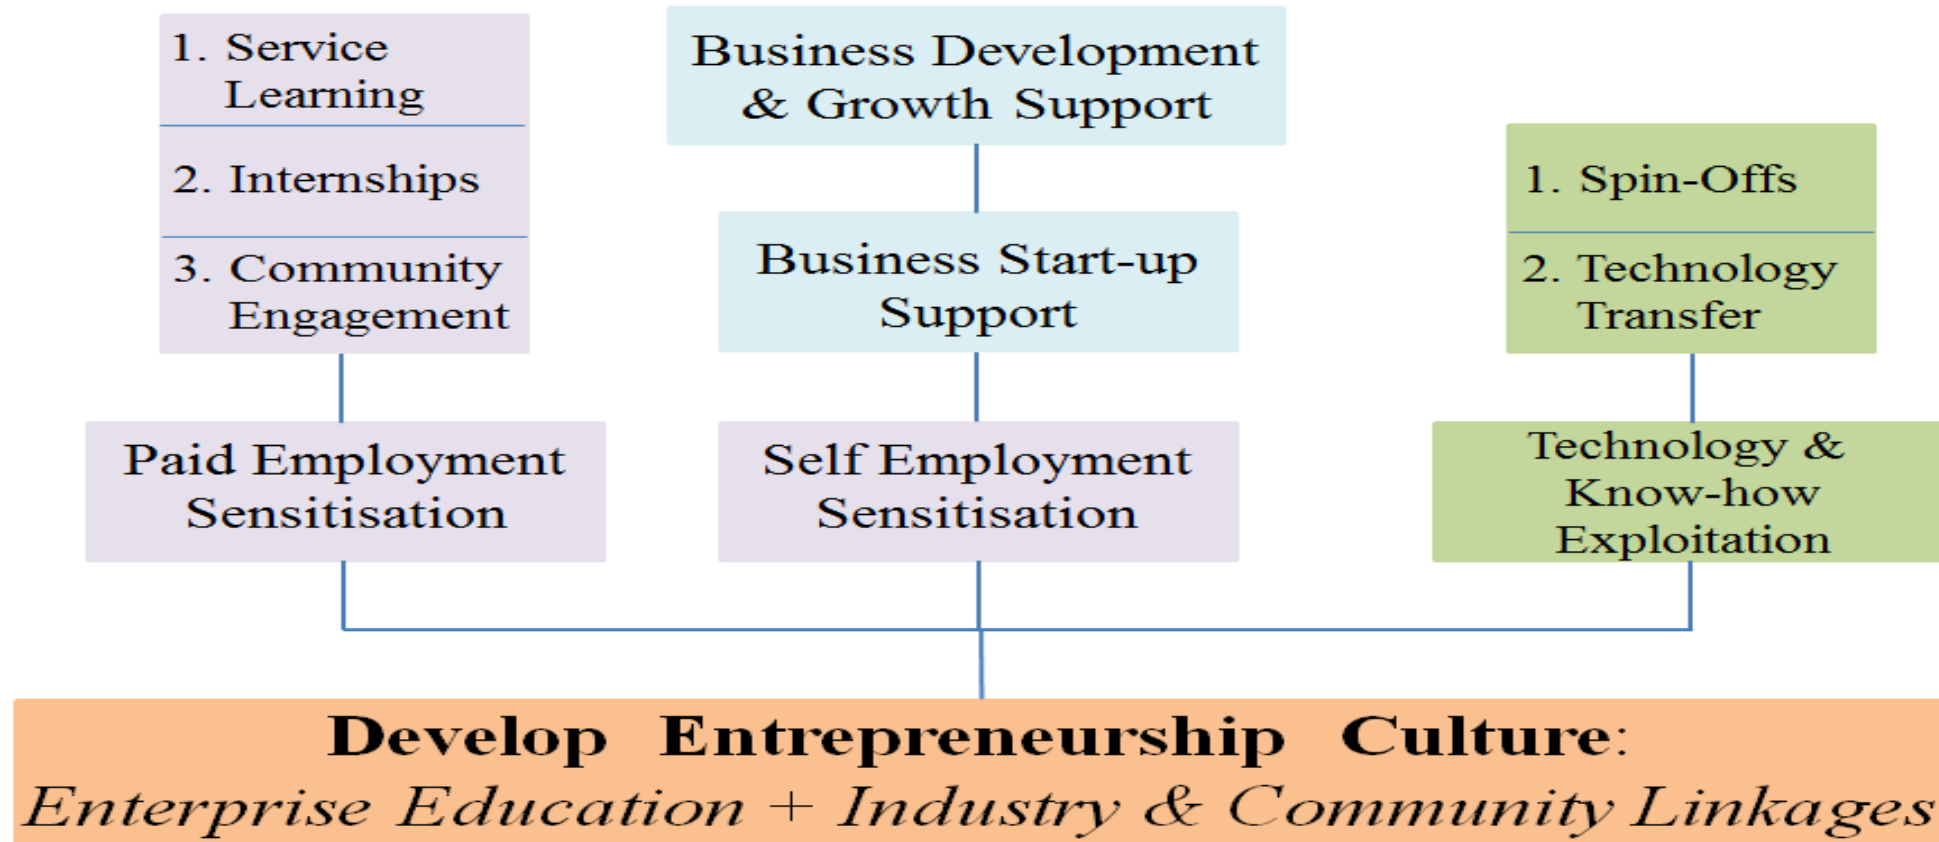 1. Service
Learning
2. Internships
3. Community
Engagement
Paid Employment
Sensitisation
Business Development
& Growth Support
Business Start-up
Support
Self Employment
Sensitisation
1. Spin-Offs
2. Technology
Transfer
Technology &
Know-how
Exploitation
Develop Entrepreneurship Culture:
Enterprise Education + Industry & Community Linkages